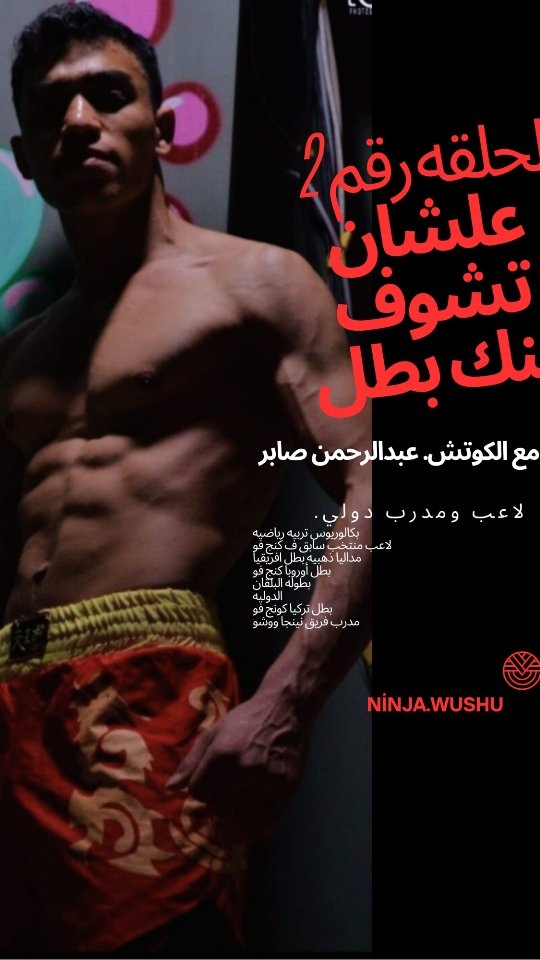 لحلقه رقم 2
علشان
تشوف
نك بطل
مع الكوتش. عبدالرحمن صابر
لاعب ومدرب دولي.
بكالوريوس تربيه رياضيه
لاعب منتخب سابق ف كنج فو
مداليا ذهبيه بطل افريقيا
بطل أوروبا كنج فو
بطوله البلقان
الدوليه
بطل تركيا كونج فو
مدرب فريق نينجا ووشو
NİNJA.WUSHU